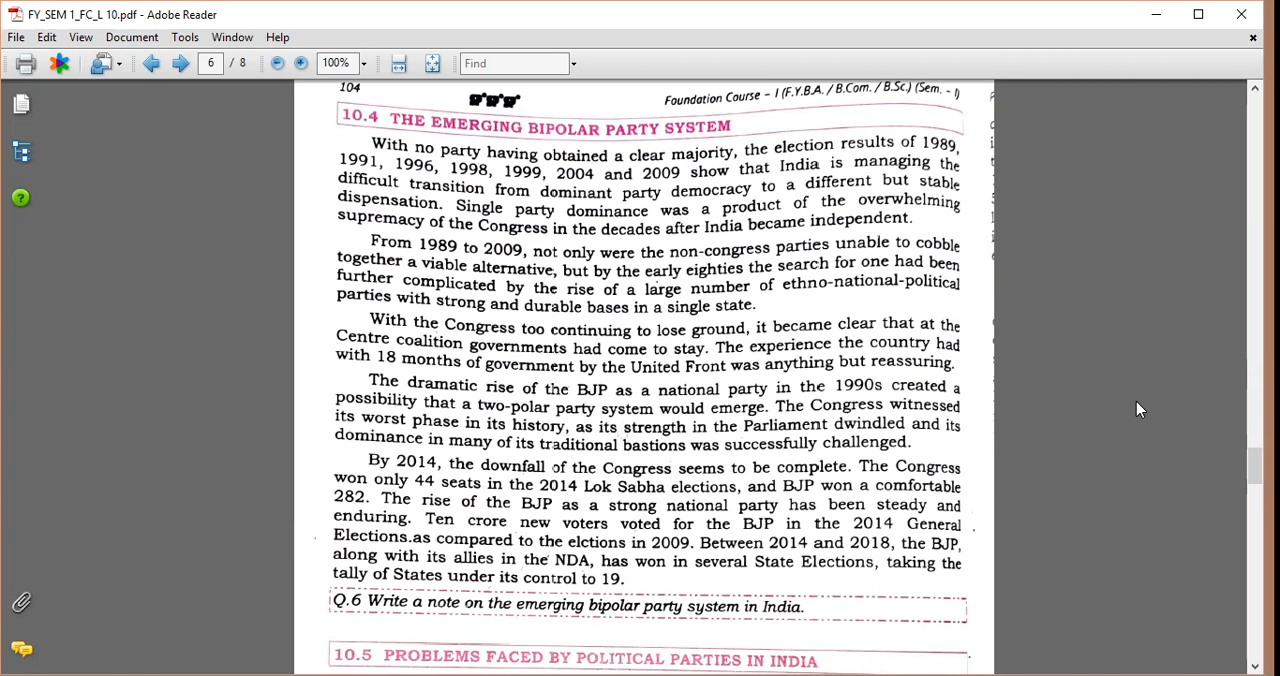 FY_SEM 1_FC_L 10.pdf - Adobe Reader
File Edit View Document Tools Window Help
6 / 8 100% Find
104
Foundation Course - I (F.Y.B.A. / B.Com. / B.Sc.) (Sem. - I)
10.4 THE EMERGING BIPOLAR PARTY SYSTEM
With no party having obtained a clear majority, the election results of 1989,
1991, 1996, 1998, 1999, 2004 and 2009 show that India is managing the
difficult transition from dominant party democracy to a different but stable
dispensation. Single party dominance was a product of the overwhelming
supremacy of the Congress in the decades after India became independent.
From 1989 to 2009, not only were the non-congress parties unable to cobble
together a viable alternative, but by the early eighties the search for one had been
further complicated by the rise of a large number of ethno-national-political
parties with strong and durable bases in a single state.
With the Congress too continuing to lose ground, it became clear that at the
Centre coalition governments had come to stay. The experience the country had
with 18 months of government by the United Front was anything but reassuring.
The dramatic rise of the BJP as a national party in the 1990s created a
possibility that a two-polar party system would emerge. The Congress witnessed
its worst phase in its history, as its strength in the Parliament dwindled and its
dominance in many of its traditional bastions was successfully challenged.
By 2014, the downfall of the Congress seems to be complete. The Congress
won only 44 seats in the 2014 Lok Sabha elections, and BJP won a comfortable
282. The rise of the BJP as a strong national party has been steady and
enduring. Ten crore new voters voted for the BJP in the 2014 General
Elections.as compared to the elctions in 2009. Between 2014 and 2018, the BJP,
along with its allies in the NDA, has won in several State Elections, taking the
tally of States under its control to 19.
Q.6 Write a note on the emerging bipolar party system in India.
10.5 PROBLEMS FACED BY POLITICAL PARTIES IN INDIA